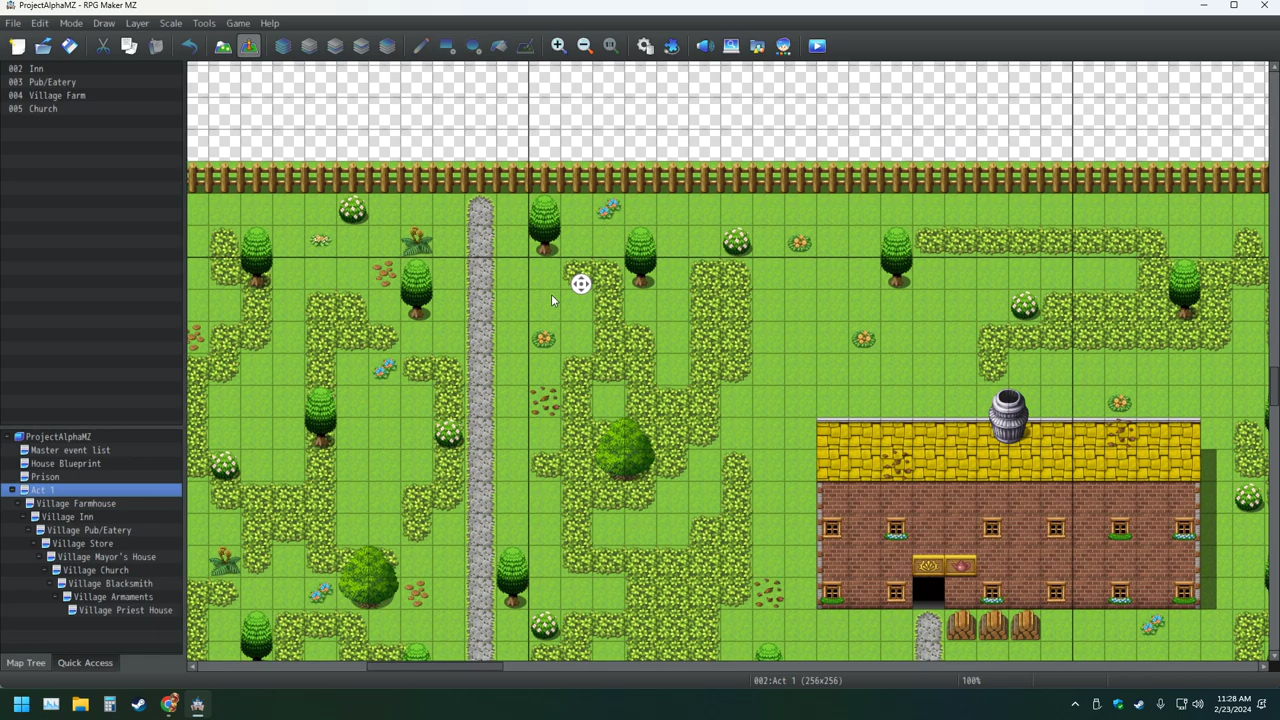 ProjectAlphaMZ - RPG Maker MZ
File Edit Mode Draw Layer Scale Tools Game Help
002 Inn
003 Pub/Eatery
004 Village Farm
005 Church
ProjectAlphaMZ
Master event list
House Blueprint
Prison
Act 1
Village Farmhouse
Village Inn
Village Pub/Eatery
Village Store
Village Mayor's House
Village Church
Village Blacksmith
Village Armaments
Village Priest House
Map Tree Quick Access
002:Act 1 (256x256) 100%
11:28 AM
2/23/2024